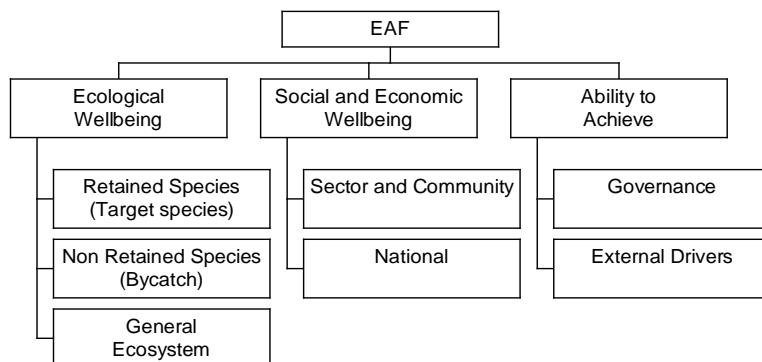 EAF
Ecological
Wellbeing
Social and Economic
Wellbeing
Ability to
Achieve
Retained Species
(Target species)
Sector and Community
Governance
Non Retained Species
(Bycatch)
National
External Drivers
General
Ecosystem